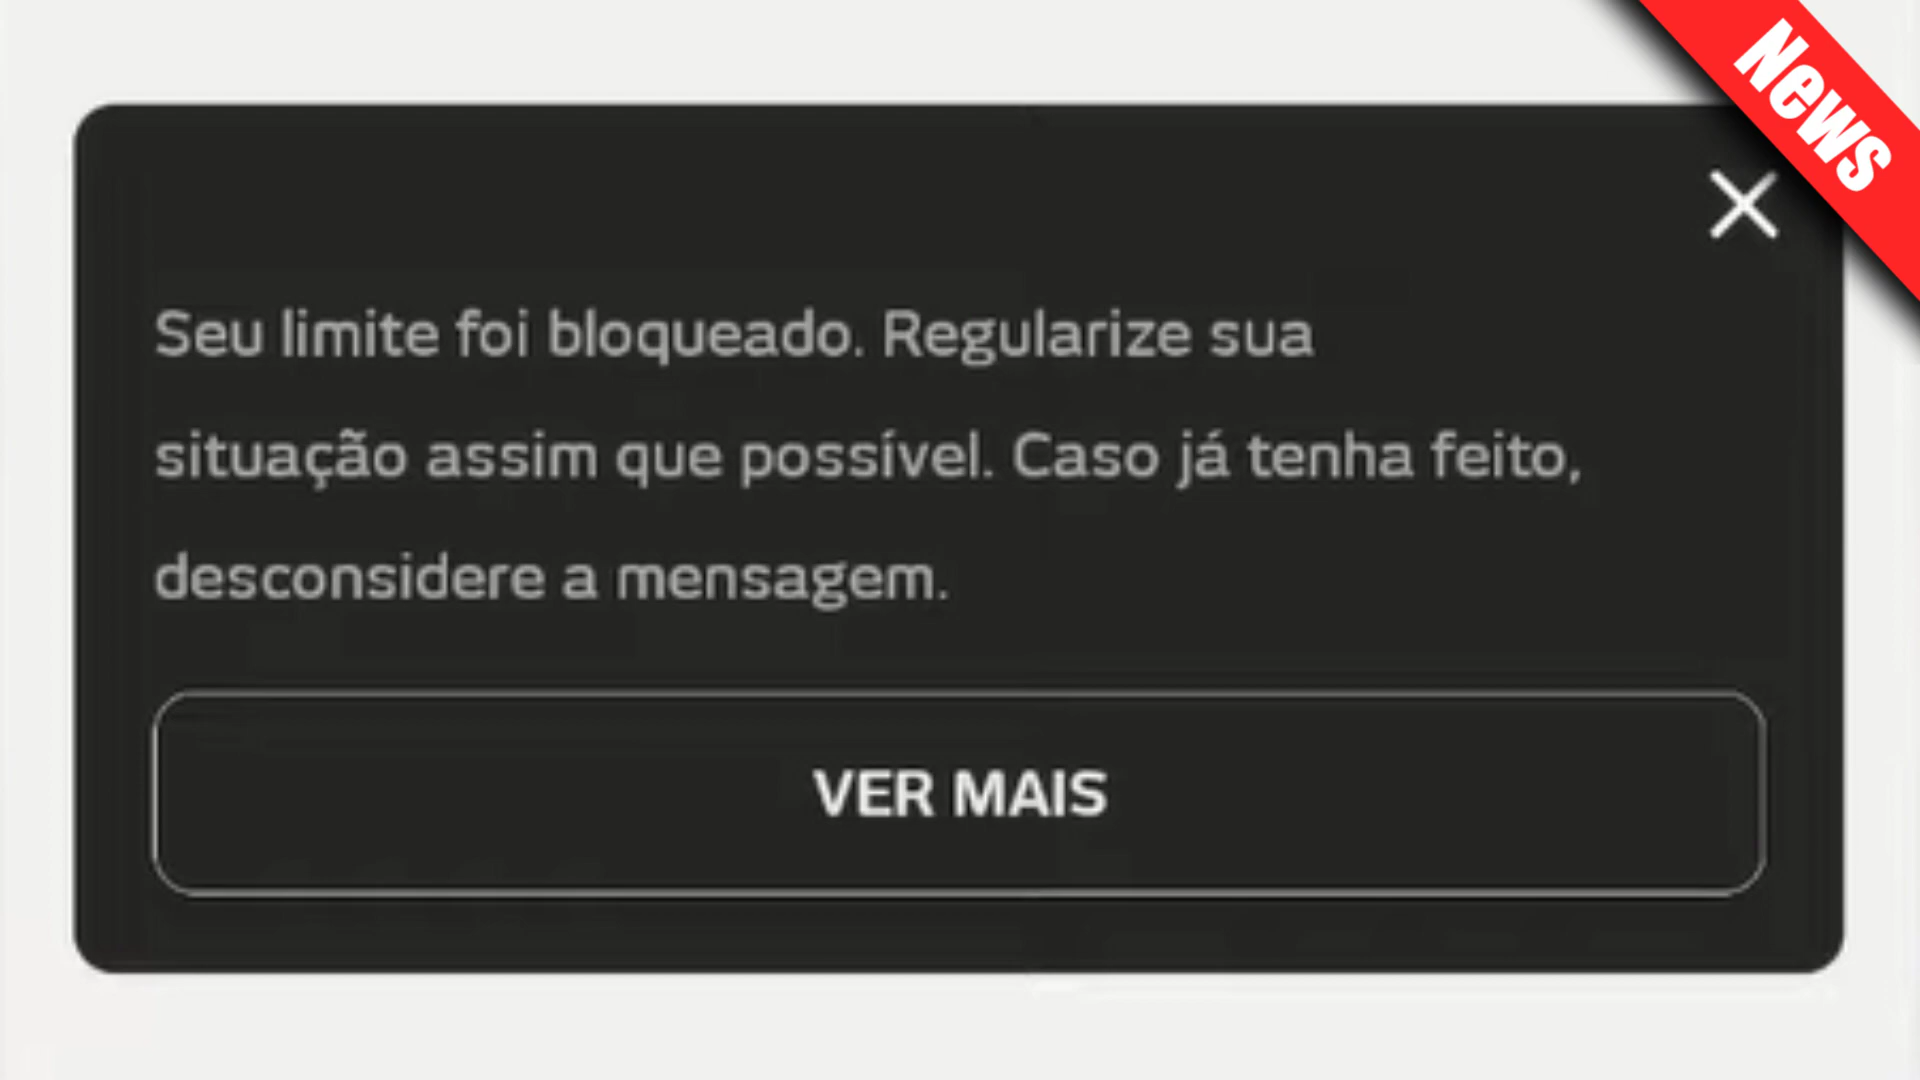 News
Seu limite foi bloqueado. Regularize sua
situação assim que possível. Caso já tenha feito,
desconsidere a mensagem.
VER MAIS